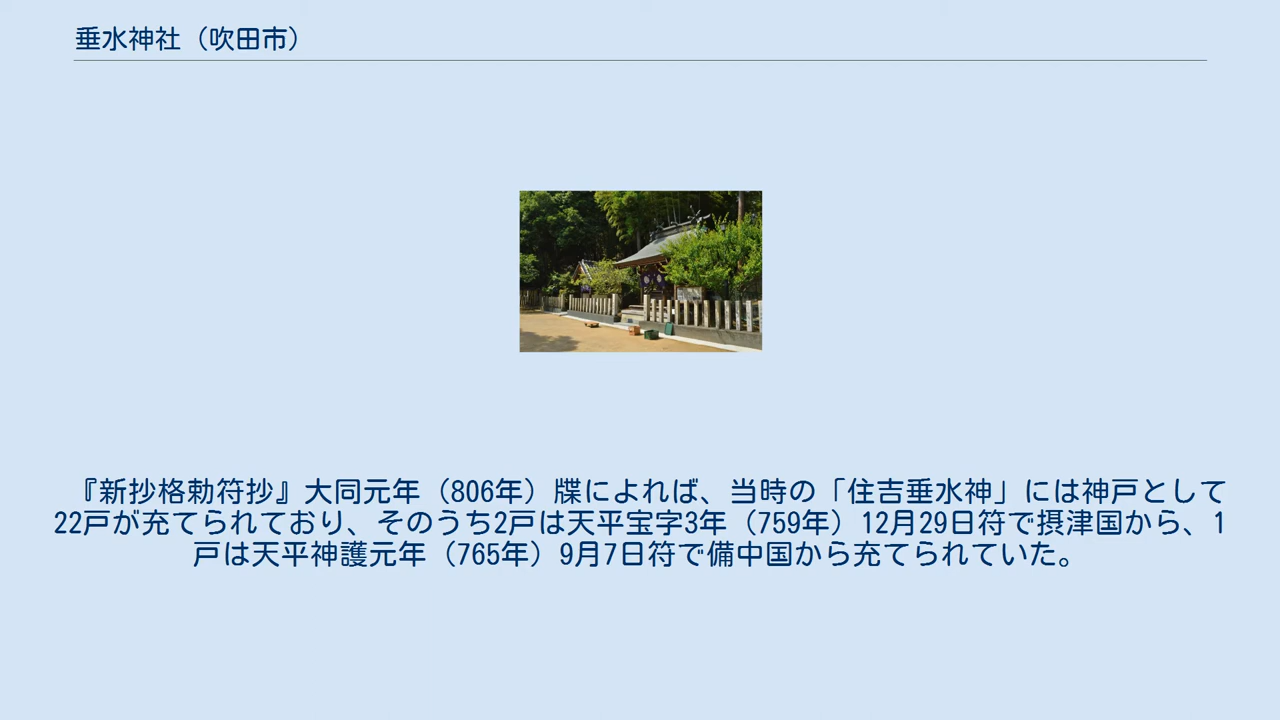 垂水神社（吹田市）
『新抄格勅符抄』大同元年（806年）牒によれば、当時の「住吉垂水神」には神戸として
22戸が充てられており、そのうち2戸は天平宝字3年（759年）12月29日符で摂津国から、1
戸は天平神護元年（765年）9月7日符で備中国から充てられていた。